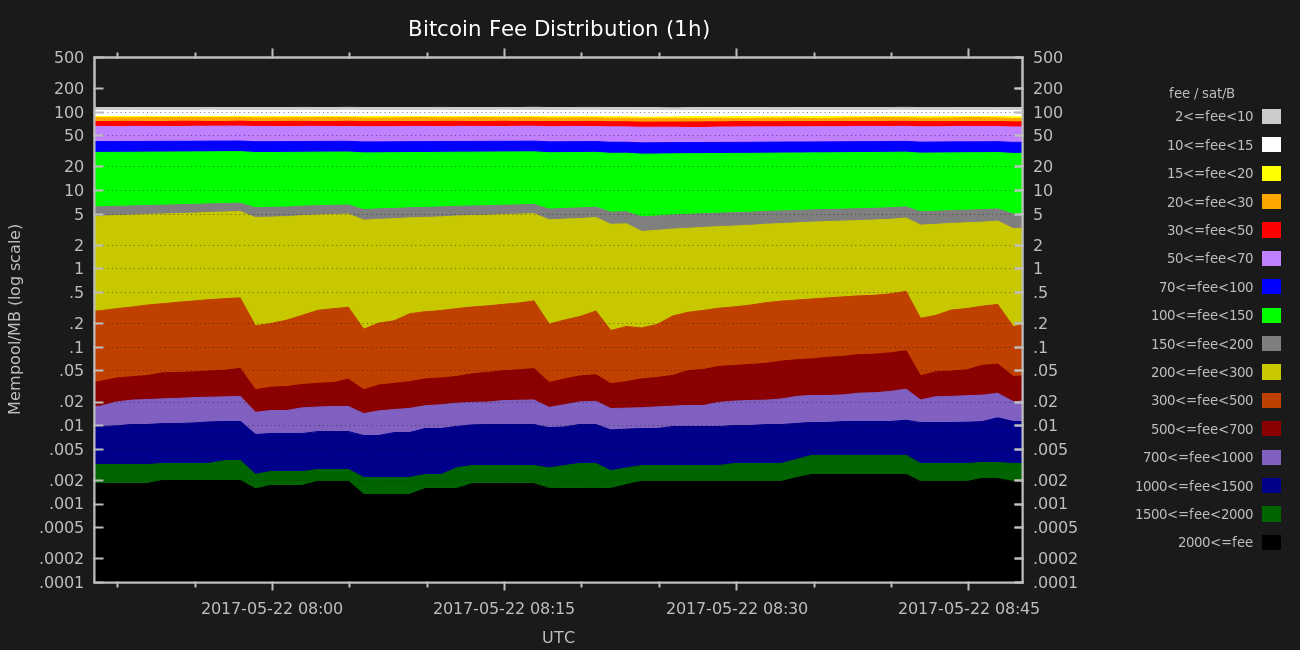 Bitcoin Fee Distribution (1h)
500
200
100
50
20
10
5
2
1
.5
.2
.1
.05
.02
.01
.005
.002
.001
.0005
.0002
.0001
Mempool/MB (log scale)
500
200
100
50
20
10
5
2
1
.5
.2
.1
.05
.02
.01
.005
.002
.001
.0005
.0002
.0001
2017-05-22 08:00 2017-05-22 08:15 2017-05-22 08:30 2017-05-22 08:45
UTC
fee / sat/B
2<=fee<10
10<=fee<15
15<=fee<20
20<=fee<30
30<=fee<50
50<=fee<70
70<=fee<100
100<=fee<150
150<=fee<200
200<=fee<300
300<=fee<500
500<=fee<700
700<=fee<1000
1000<=fee<1500
1500<=fee<2000
2000<=fee